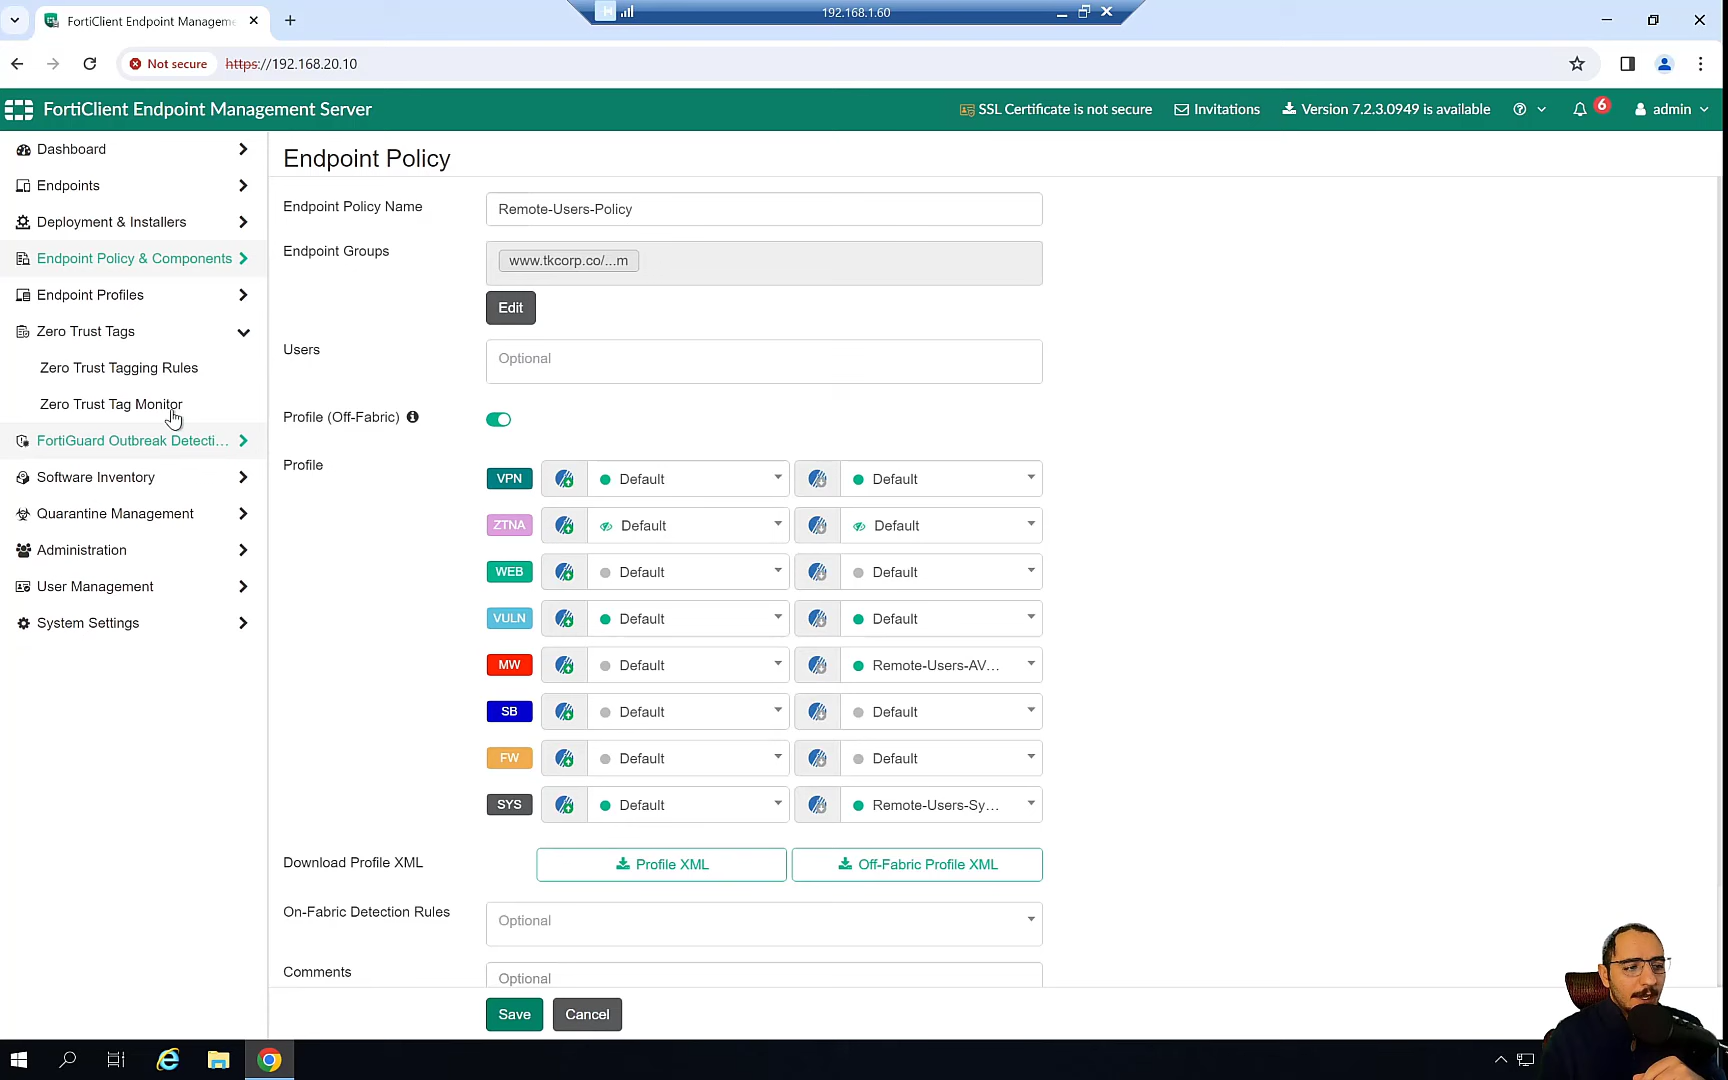 FortiClient Endpoint Manageme
192.168.1.60
Not secure https://192.168.20.10
FortiClient Endpoint Management Server
SSL Certificate is not secure
Invitations
Version 7.2.3.0949 is available
6
admin
Dashboard
Endpoints
Deployment & Installers
Endpoint Policy & Components
Endpoint Profiles
Zero Trust Tags
Zero Trust Tagging Rules
Zero Trust Tag Monitor
FortiGuard Outbreak Detecti...
Software Inventory
Quarantine Management
Administration
User Management
System Settings
Endpoint Policy
Endpoint Policy Name
Remote-Users-Policy
Endpoint Groups
www.tkcorp.co/...m
Edit
Users
Optional
Profile (Off-Fabric)
Profile
VPN Default Default
ZTNA Default Default
WEB Default Default
VULN Default Default
MW Default Remote-Users-AV...
SB Default Default
FW Default Default
SYS Default Remote-Users-Sy...
Download Profile XML
Profile XML
Off-Fabric Profile XML
On-Fabric Detection Rules
Optional
Comments
Optional
Save
Cancel